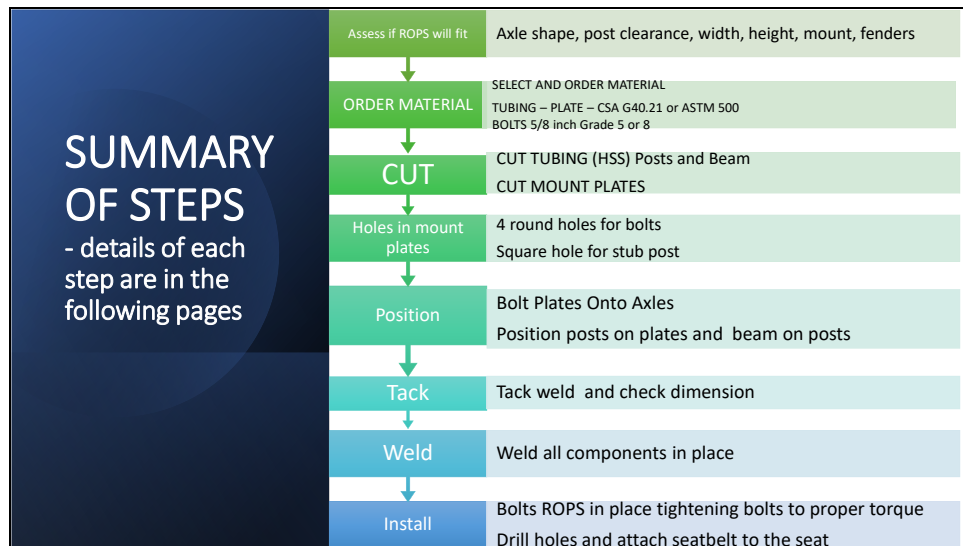 SUMMARY
OF STEPS
- details of each
step are in the
following pages
Assess if ROPS will fit
Axle shape, post clearance, width, height, mount, fenders
ORDER MATERIAL
SELECT AND ORDER MATERIAL
TUBING – PLATE – CSA G40.21 or ASTM 500
BOLTS 5/8 inch Grade 5 or 8
CUT
CUT TUBING (HSS) Posts and Beam
CUT MOUNT PLATES
Holes in mount
plates
4 round holes for bolts
Square hole for stub post
Position
Bolt Plates Onto Axles
Position posts on plates and beam on posts
Tack
Tack weld and check dimension
Weld
Weld all components in place
Install
Bolts ROPS in place tightening bolts to proper torque
Drill holes and attach seatbelt to the seat